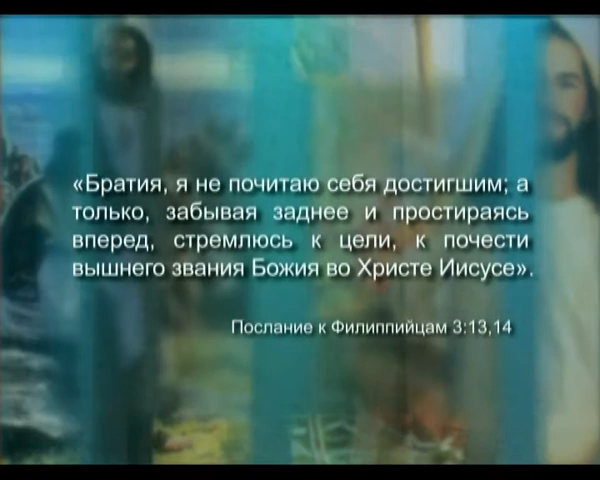 «Братия, я не почитаю себя достигшим; а
только, забывая заднее и простираясь
вперед, стремлюсь к цели, к почести
вышнего звания Божия во Христе Иисусе».
Послание к Филиппийцам 3:13,14